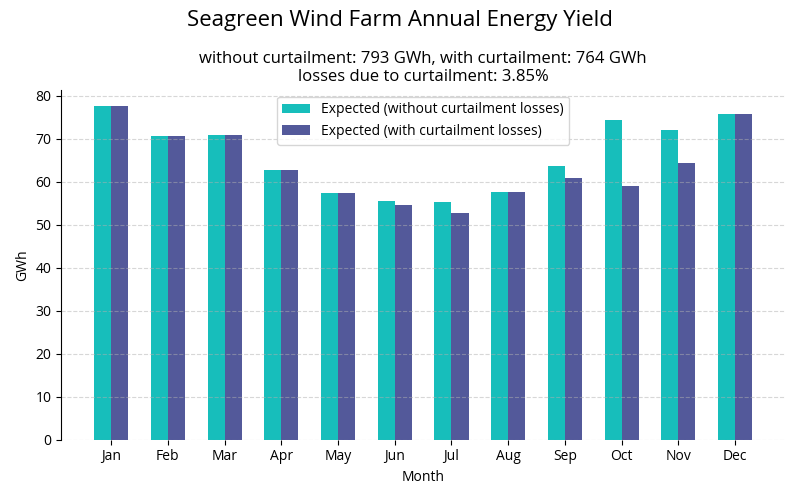 Seagreen Wind Farm Annual Energy Yield
without curtailment: 793 GWh, with curtailment: 764 GWh
losses due to curtailment: 3.85%
Expected (without curtailment losses)
Expected (with curtailment losses)
GWh
80
70
60
50
40
30
20
10
0
Jan Feb Mar Apr May Jun Jul Aug Sep Oct Nov Dec
Month